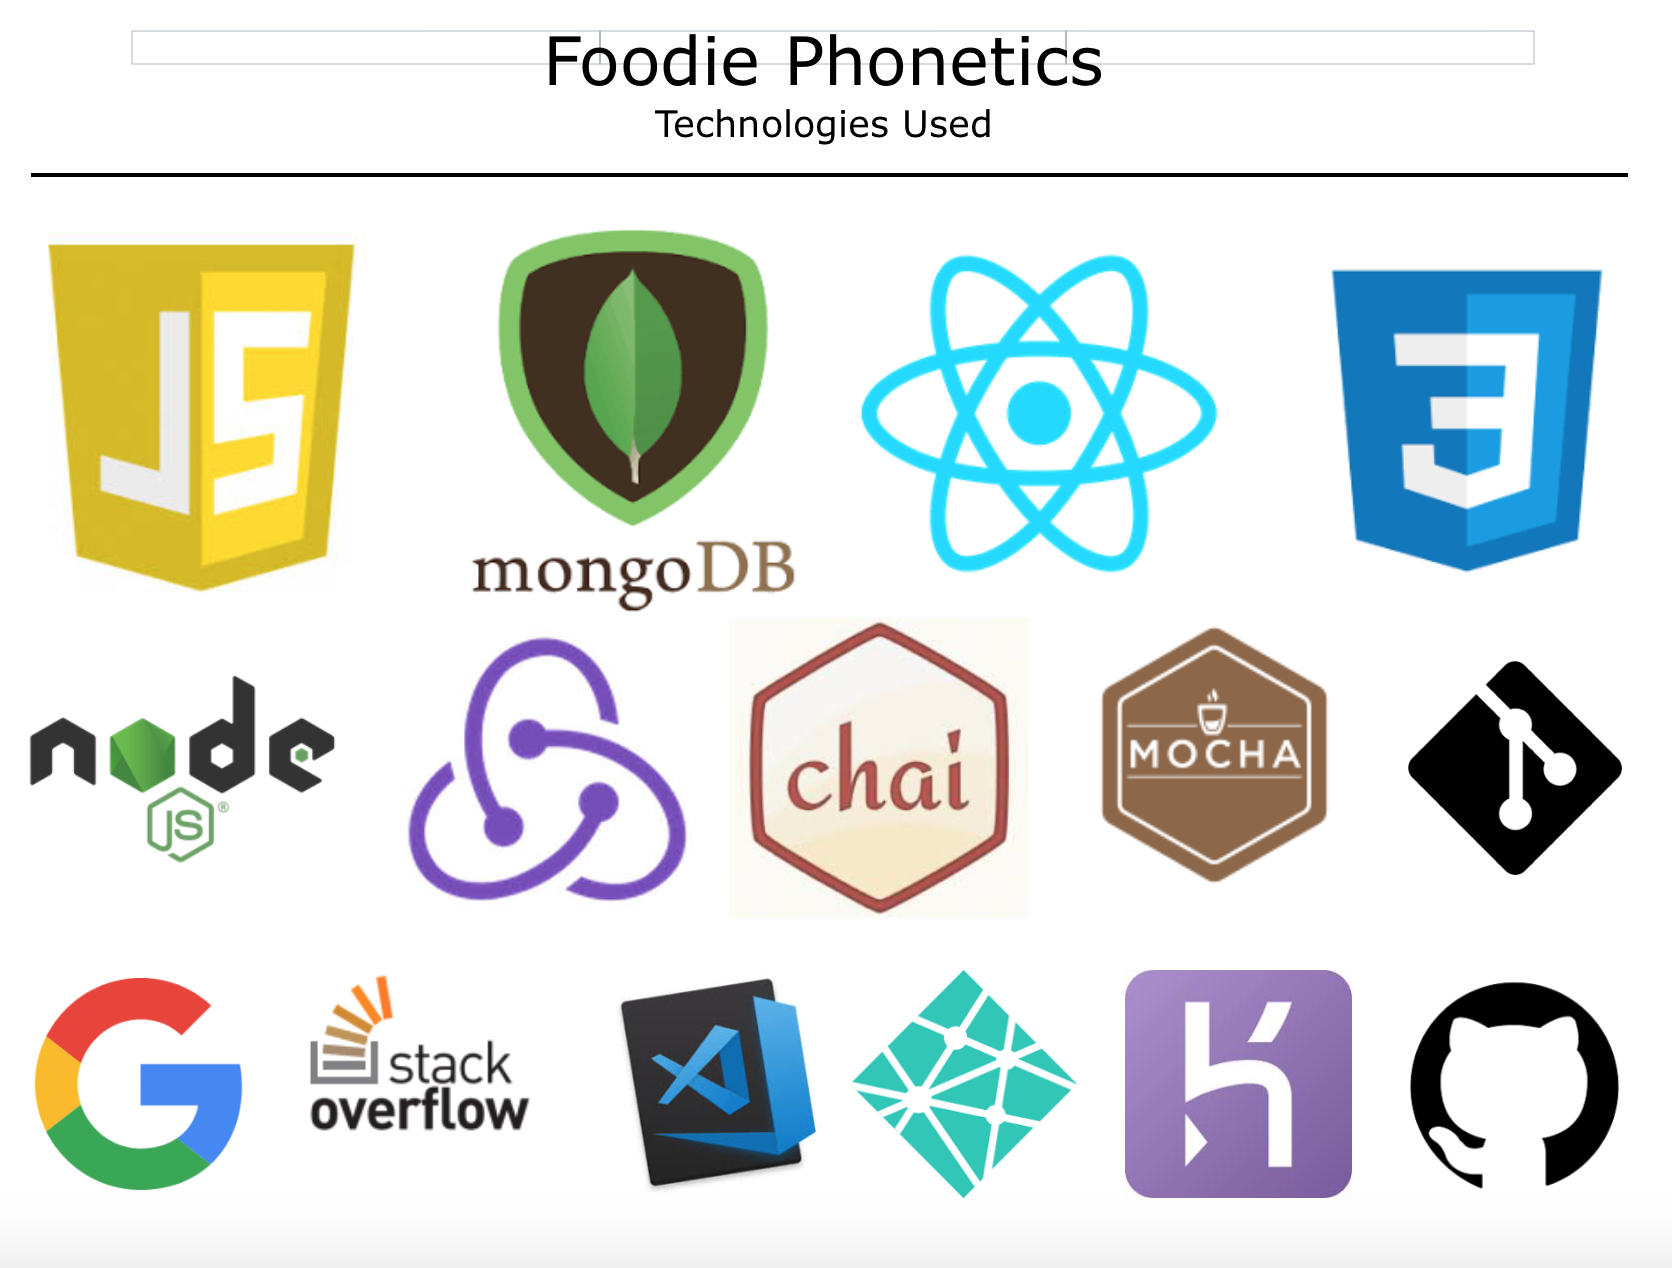 Foodie Phonetics
Technologies Used
JS
mongoDB
3
node
JS®
chai
MOCHA
G
stack
overflow